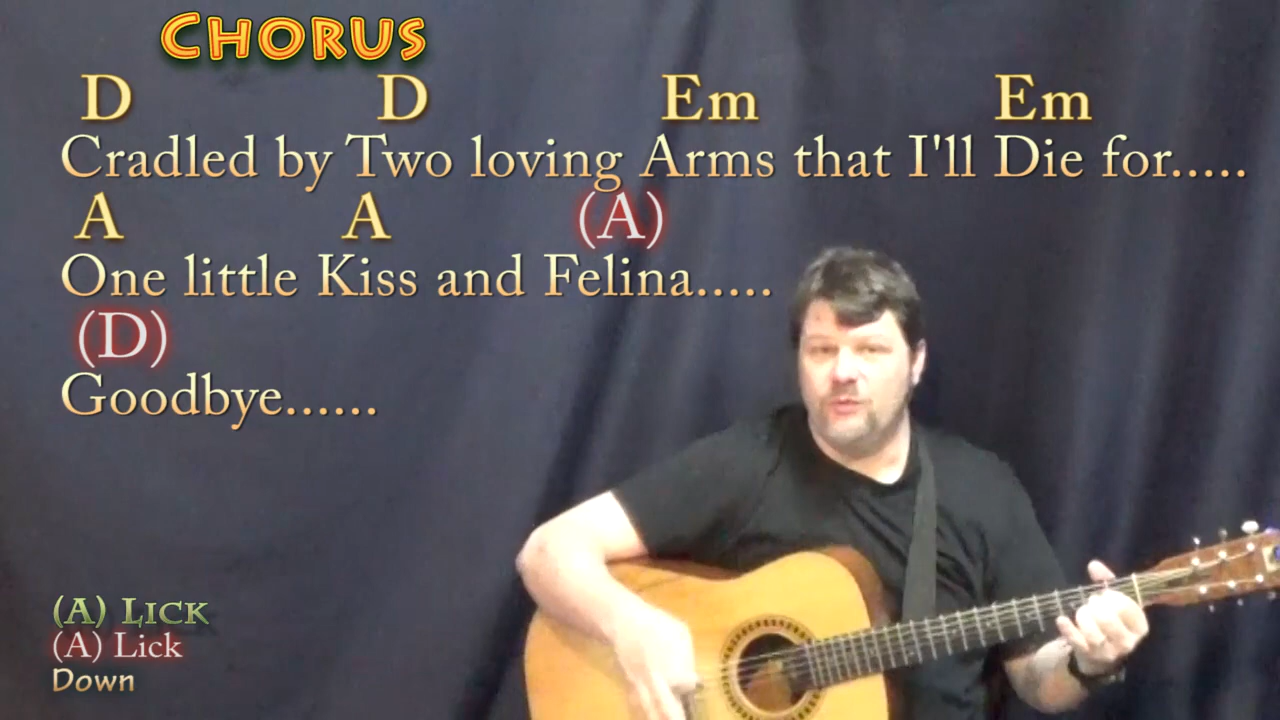 CHORUS
D D Em Em
Cradled by Two loving Arms that I'll Die for.....
A A (A)
One little Kiss and Felina.....
(D)
Goodbye......
(A) LICK
(A) Lick
Down